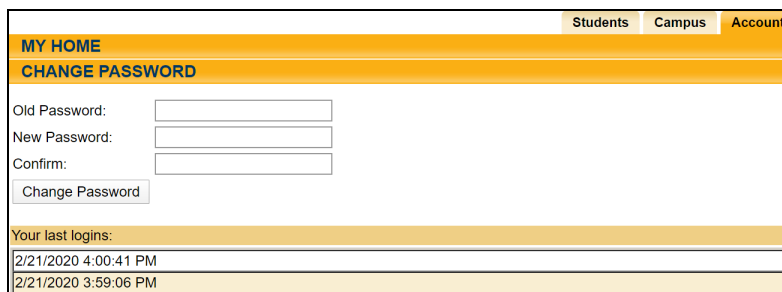 Students Campus Account
MY HOME
CHANGE PASSWORD
Old Password:
New Password:
Confirm:
Change Password
Your last logins:
2/21/2020 4:00:41 PM
2/21/2020 3:59:06 PM